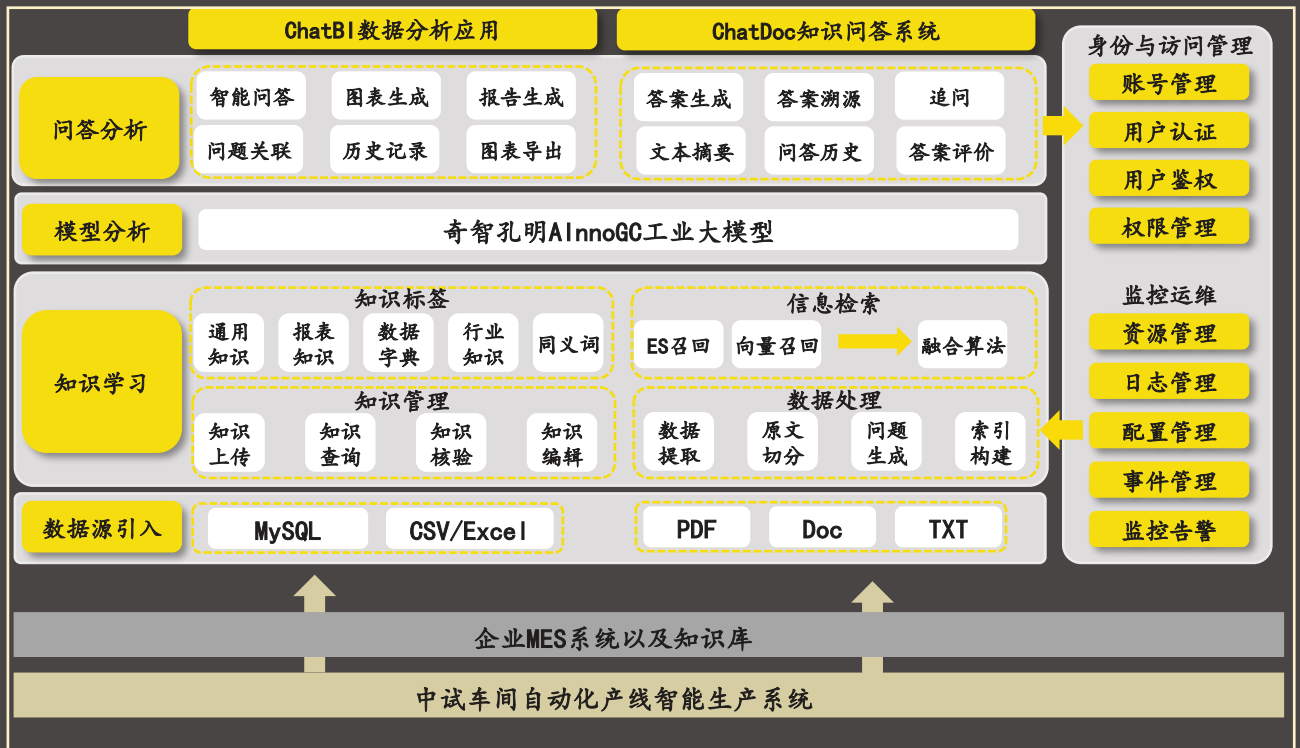 ChatBI数据分析应用
ChatDoc知识问答系统
问答分析
智能问答
图表生成
报告生成
问题关联
历史记录
图表导出
答案生成
答案溯源
追问
文本摘要
问答历史
答案评价
模型分析
奇智孔明AInnoGC工业大模型
知识学习
知识标签
通用
知识
报表
知识
数据
字典
行业
知识
同义词
信息检索
ES召回
向量召回
融合算法
知识管理
知识
上传
知识
查询
知识
核验
知识
编辑
数据处理
数据
提取
原文
切分
问题
生成
索引
构建
数据源引入
MySQL
CSV/Excel
PDF
Doc
TXT
身份与访问管理
账号管理
用户认证
用户鉴权
权限管理
监控运维
资源管理
日志管理
配置管理
事件管理
监控告警
企业MES系统以及知识库
中试车间自动化产线智能生产系统